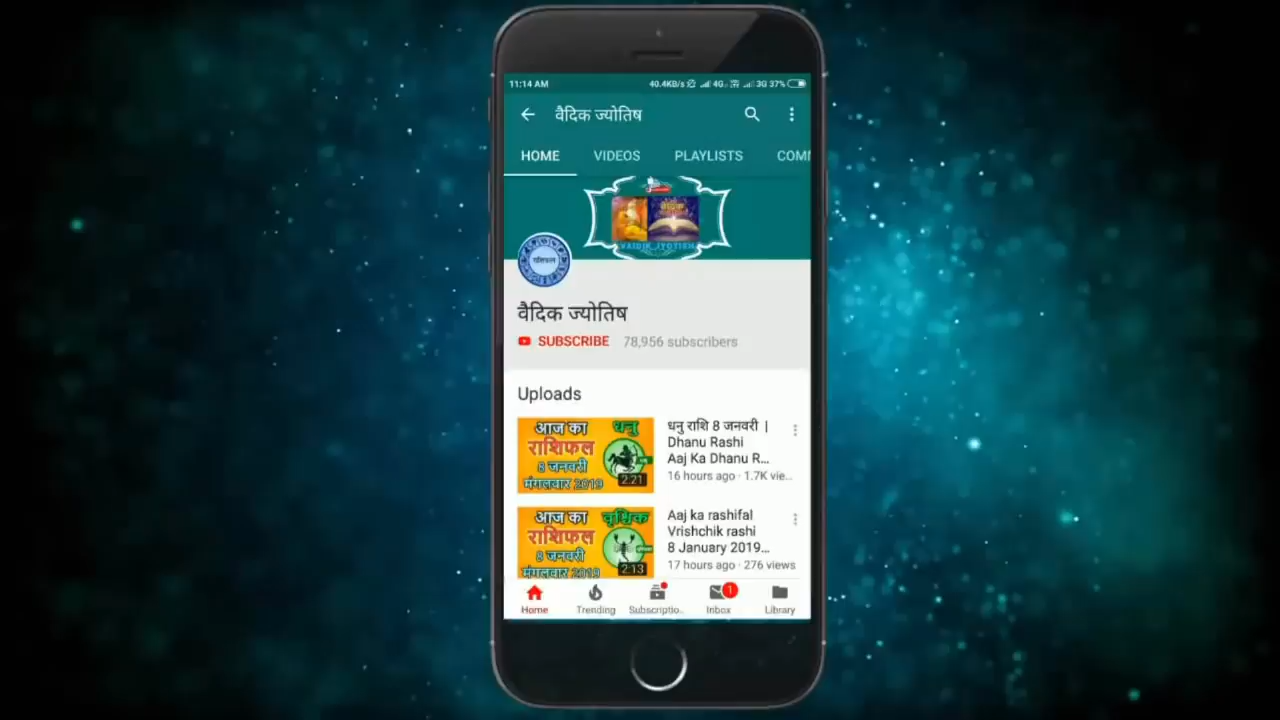 11:14 AM
40.4KB/s 4G 3G 37%
वैदिक ज्योतिष
HOME VIDEOS PLAYLISTS COMM
VAIDIK JYOTISH
राशिफल
वैदिक ज्योतिष
SUBSCRIBE 78,956 subscribers
Uploads
आज का धनु
राशिफल
8 जनवरी
मंगलवार 2019
2:21
धनु राशि 8 जनवरी |
Dhanu Rashi
Aaj Ka Dhanu R...
16 hours ago · 1.7K vie...
आज का वृश्चिक
राशिफल
8 जनवरी
मंगलवार 2019
2:13
Aaj ka rashifal
Vrishchik rashi
8 January 2019...
17 hours ago · 276 views
1
Home Trending Subscriptio.. Inbox Library